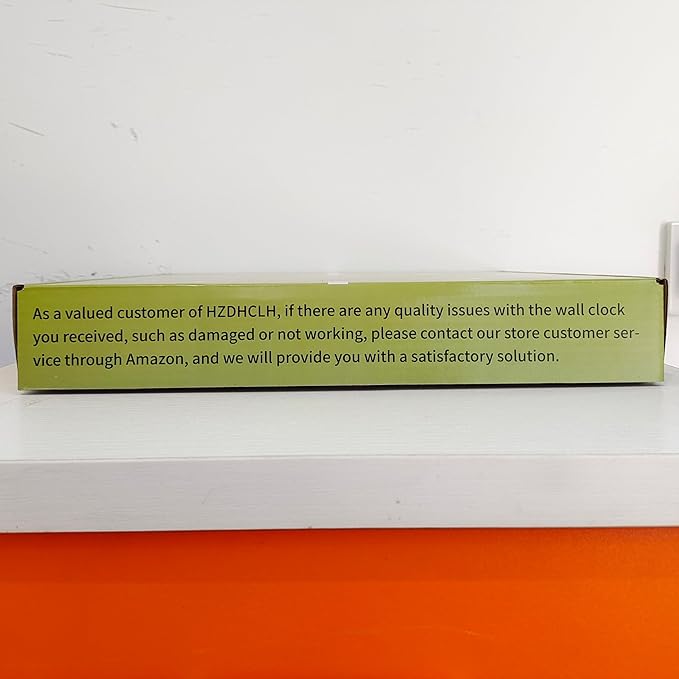 As a valued customer of HZDHCLH, if there are any quality issues with the wall clock
you received, such as damaged or not working, please contact our store customer ser-
vice through Amazon, and we will provide you with a satisfactory solution.